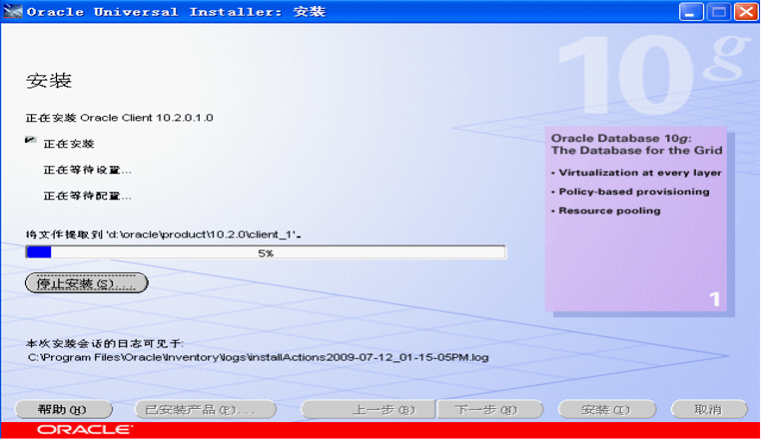 Oracle Universal Installer: 安装
10g
安装
正在安装 Oracle Client 10.2.0.1.0
正在安装
正在等待设置...
正在等待配置...
Oracle Database 10g:
The Database for the Grid
• Virtualization at every layer
• Policy-based provisioning
• Resource pooling
1
将文件提取到 'd:\oracle\product\10.2.0\client_1'。
5%
停止安装(S)...
本次安装会话的日志可见于:
C:\Program Files\Oracle\Inventory\logs\installActions2009-07-12_01-15-05PM.log
帮助(H) 已安装产品(P)... 上一步(B) 下一步(N) 安装(I) 取消
ORACLE